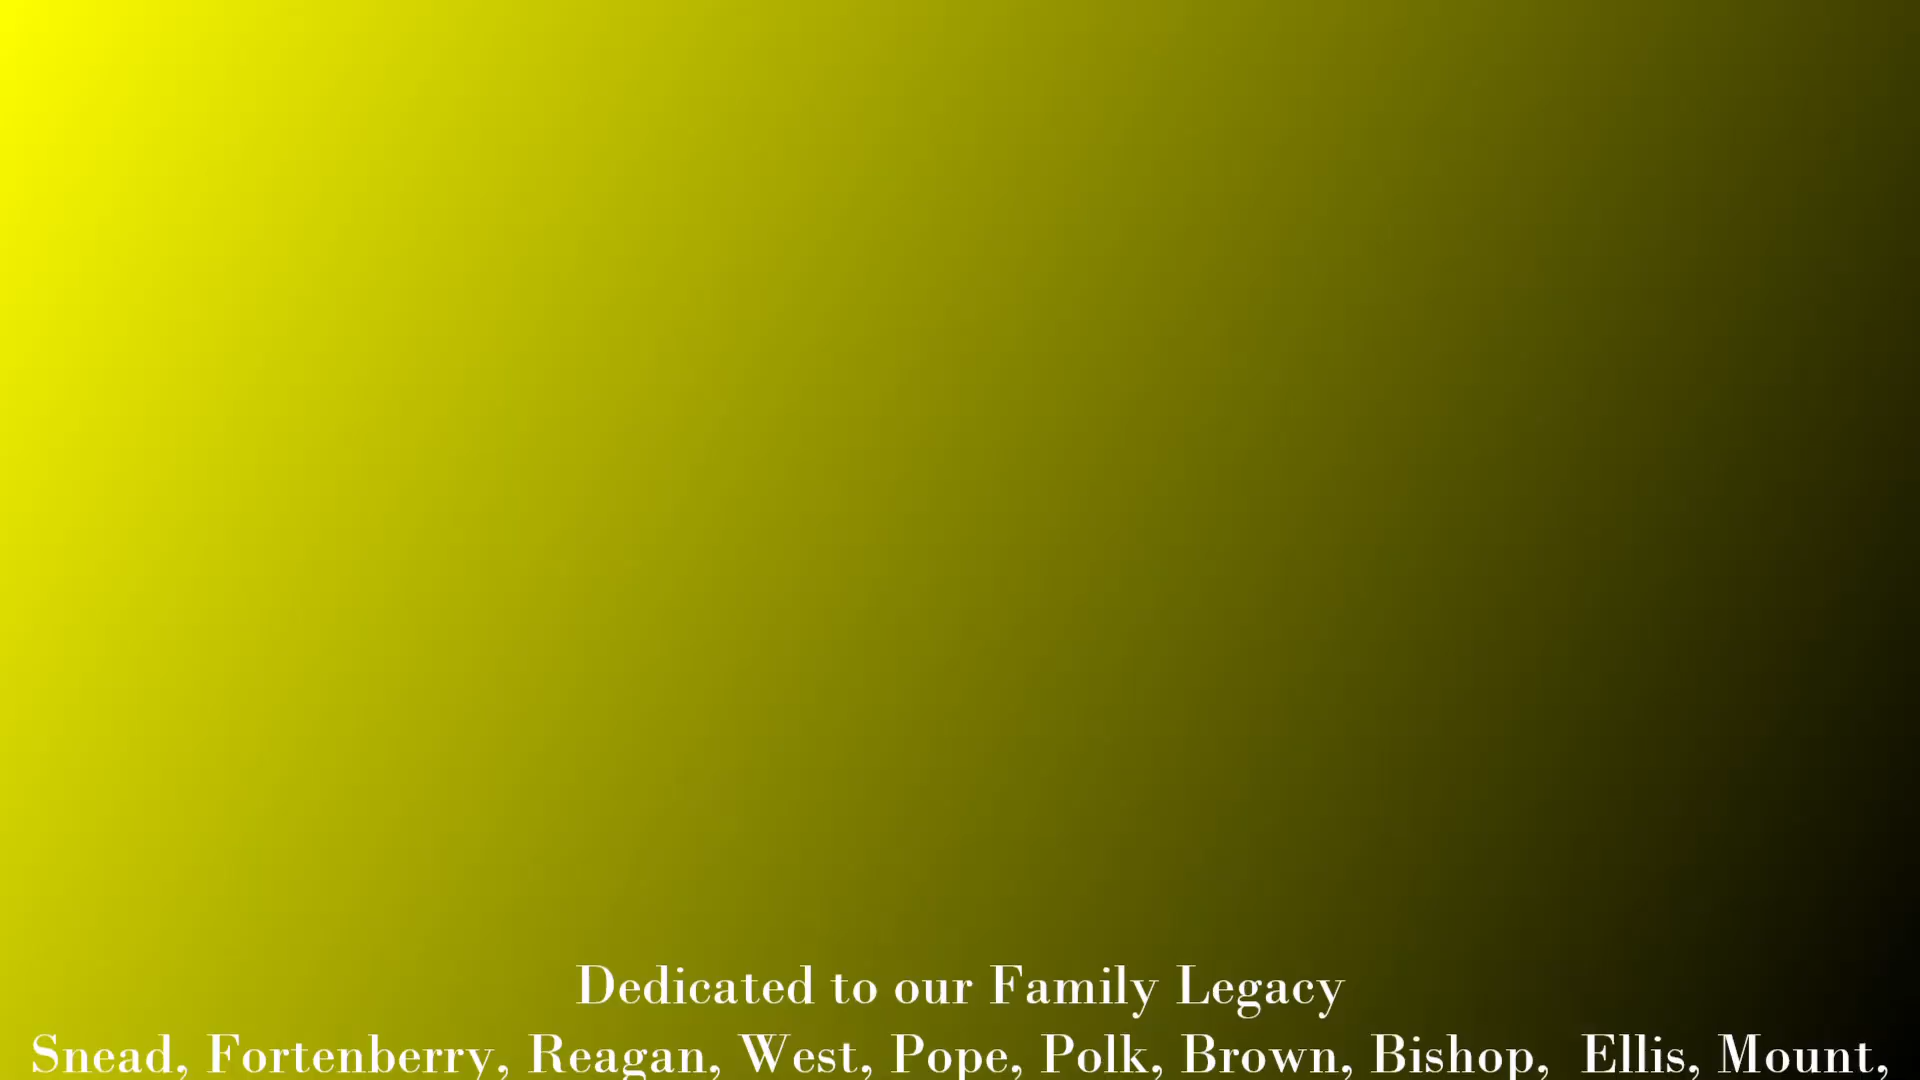 Dedicated to our Family Legacy
Snead, Fortenberry, Reagan, West, Pope, Polk, Brown, Bishop,  Ellis, Mount,